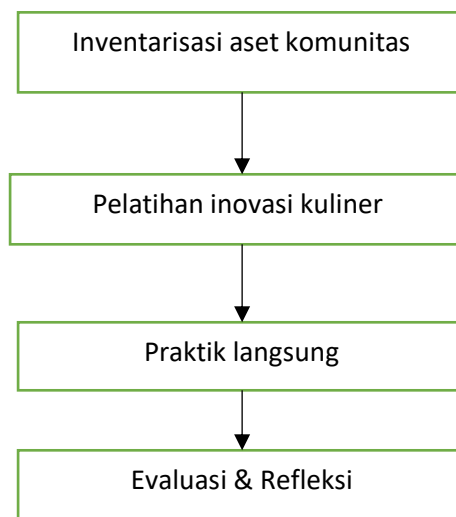 Inventarisasi aset komunitas
Pelatihan inovasi kuliner
Praktik langsung
Evaluasi & Refleksi